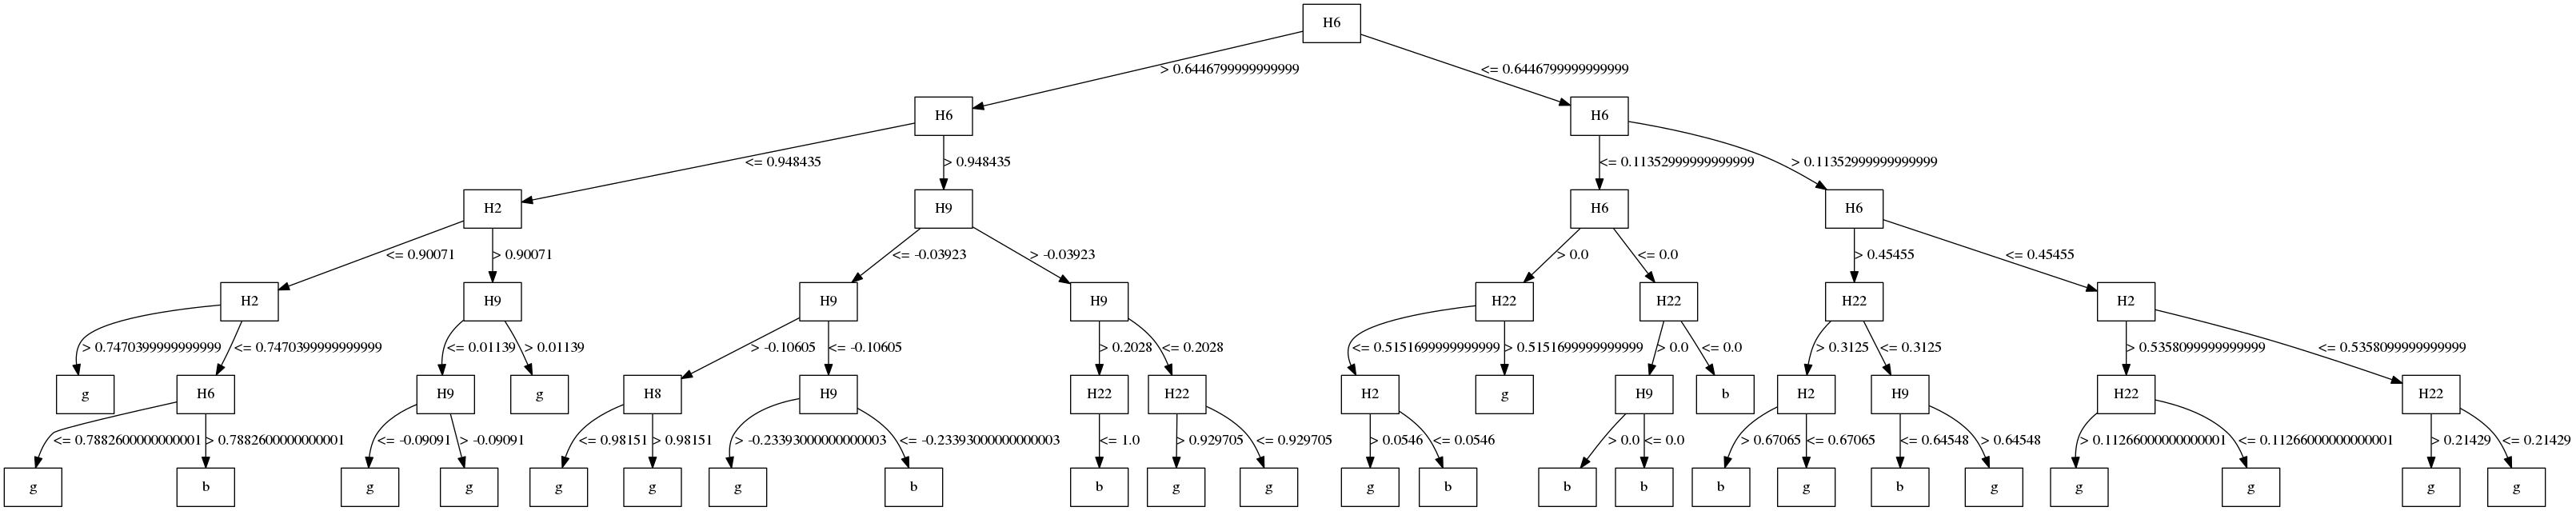 H6
> 0.6446799999999999
<= 0.6446799999999999
H6
H6
<= 0.948435
> 0.948435
<= 0.11352999999999999
> 0.11352999999999999
H2
H9
H6
H6
<= 0.90071
> 0.90071
<= -0.03923
> -0.03923
> 0.0
<= 0.0
> 0.45455
<= 0.45455
H2
H9
H9
H9
H22
H22
H22
H2
> 0.7470399999999999
<= 0.7470399999999999
<= 0.01139
> 0.01139
> -0.10605
<= -0.10605
> 0.2028
<= 0.2028
<= 0.5151699999999999
> 0.5151699999999999
> 0.0
<= 0.0
> 0.3125
<= 0.3125
> 0.5358099999999999
<= 0.5358099999999999
g
H6
H9
g
H8
H9
H22
H22
H2
g
H9
b
H2
H9
H22
H22
<= 0.7882600000000001
> 0.7882600000000001
<= -0.09091
> -0.09091
<= 0.98151
> 0.98151
> -0.23393000000000003
<= -0.23393000000000003
<= 1.0
> 0.929705
<= 0.929705
> 0.0546
<= 0.0546
> 0.0
<= 0.0
> 0.67065
<= 0.67065
<= 0.64548
> 0.64548
> 0.11266000000000001
<= 0.11266000000000001
> 0.21429
<= 0.21429
g
b
g
g
g
g
g
b
b
g
g
g
b
b
b
b
g
b
g
g
g
g
g